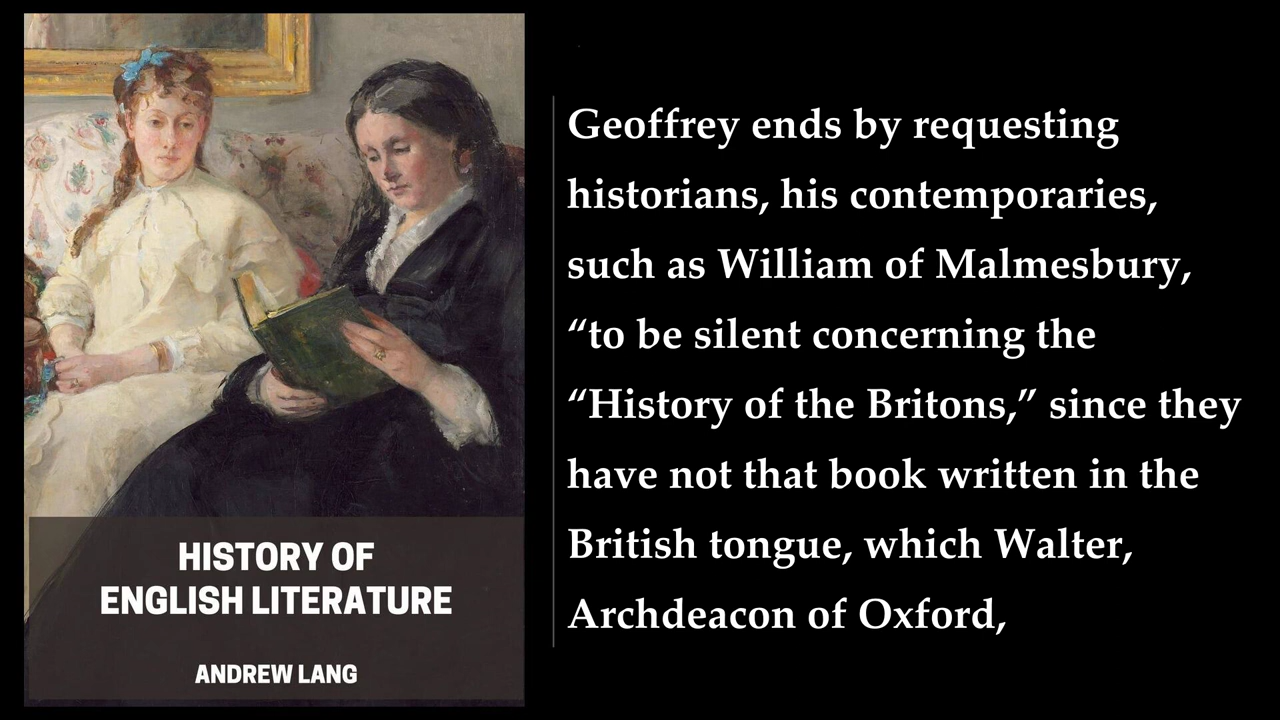 HISTORY OF
ENGLISH LITERATURE
ANDREW LANG
Geoffrey ends by requesting
historians, his contemporaries,
such as William of Malmesbury,
“to be silent concerning the
“History of the Britons,” since they
have not that book written in the
British tongue, which Walter,
Archdeacon of Oxford,